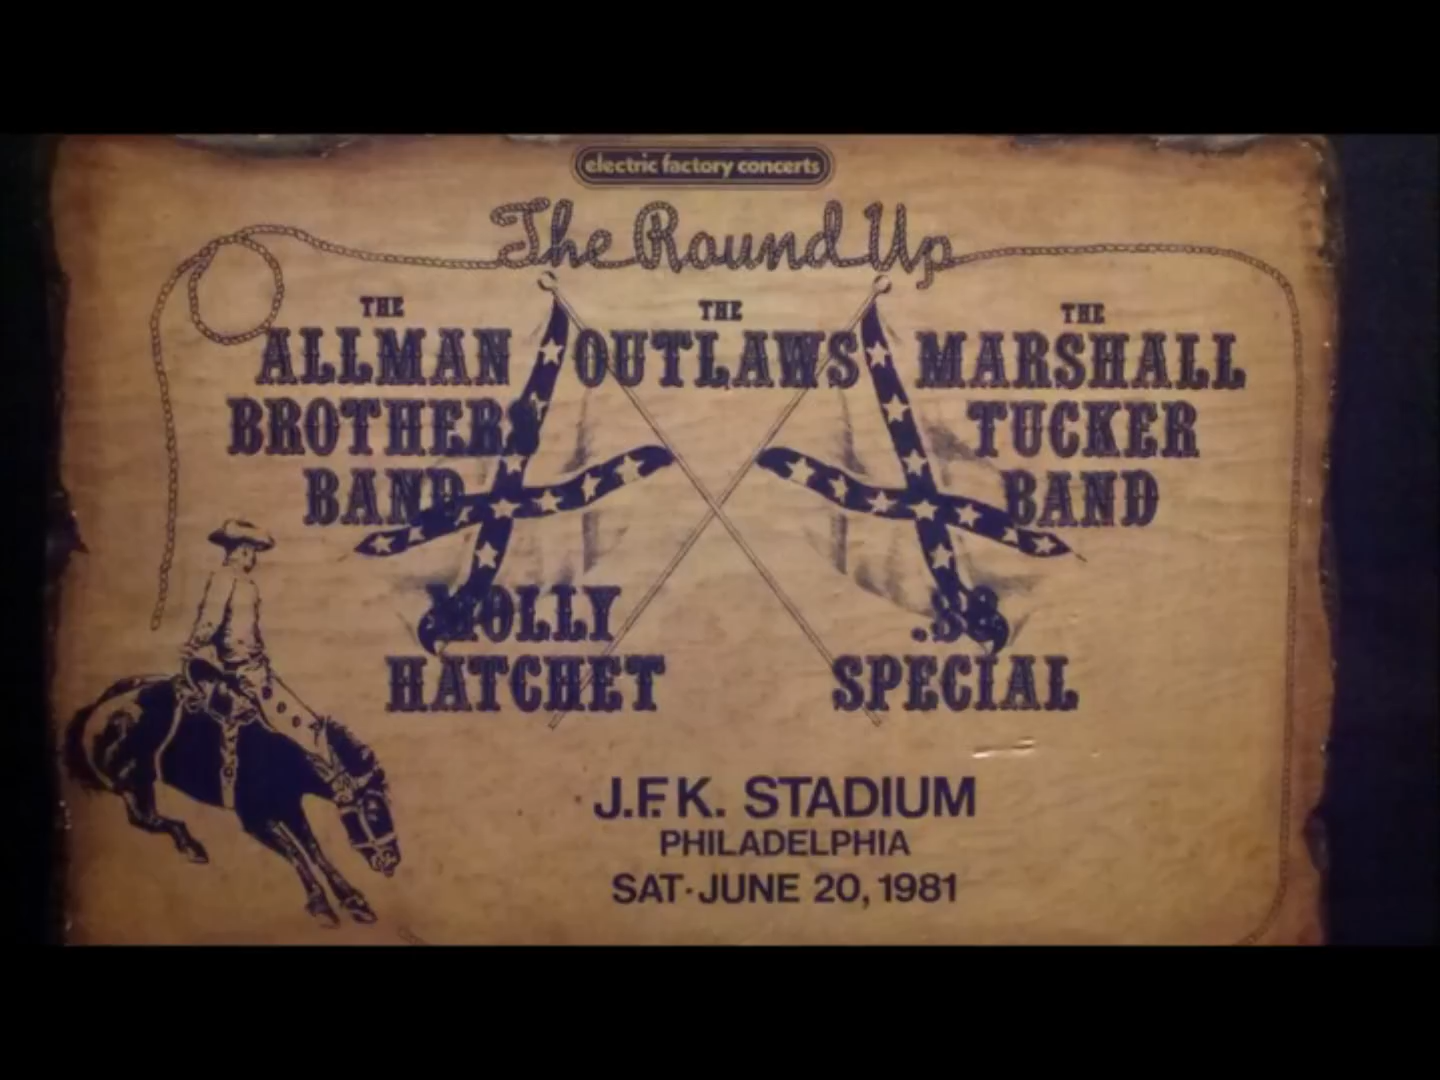 electric factory concerts
The Round Up
THE ALLMAN BROTHERS BAND
THE OUTLAWS
THE MARSHALL TUCKER BAND
MOLLY HATCHET
.38 SPECIAL
J.F.K. STADIUM
PHILADELPHIA
SAT·JUNE 20, 1981